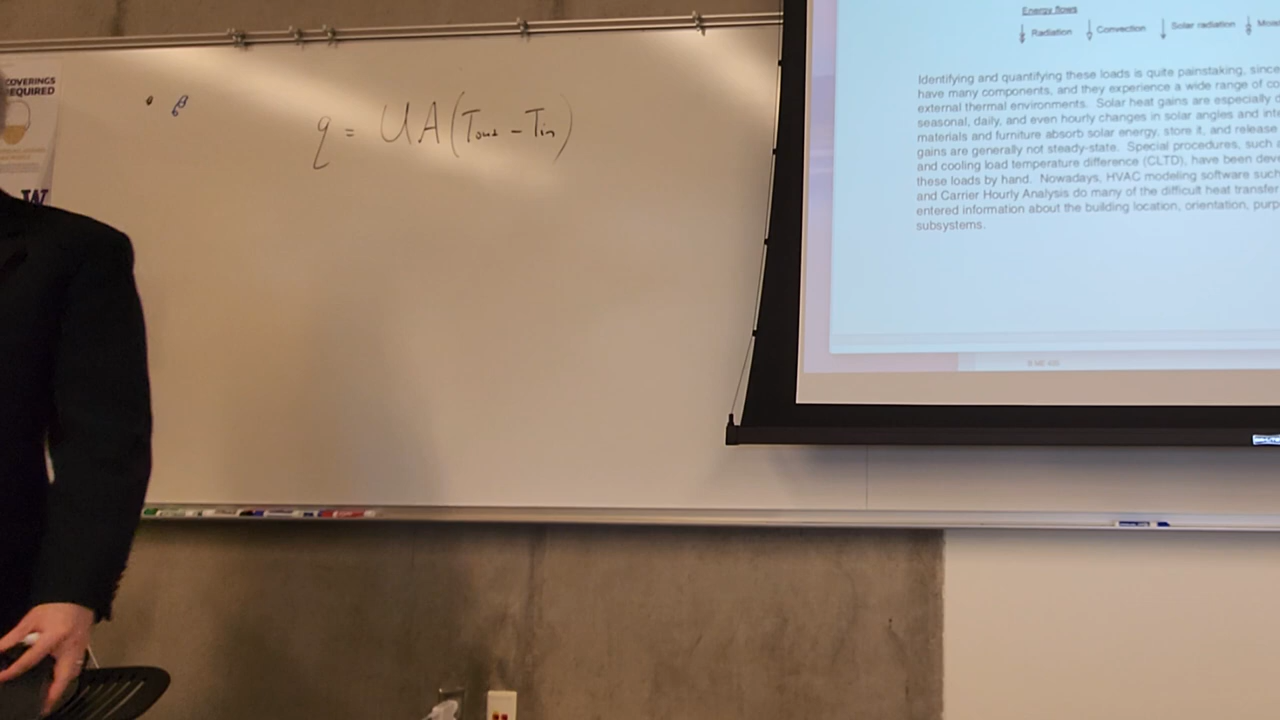 COVERINGS
REQUIRED
W
q = UA(Tout - Tin)
Energy flows
Radiation Convection Solar radiation
Identifying and quantifying these loads is quite painstaking, since
have many components, and they experience a wide range of
external thermal environments. Solar heat gains are especially
seasonal, daily, and even hourly changes in solar angles and
materials and furniture absorb solar energy, store it, and release
gains are generally not steady-state. Special procedures, such
and cooling load temperature difference (CLTD), have been
these loads by hand. Nowadays, HVAC modeling software such
and Carrier Hourly Analysis do many of the difficult heat transfer
entered information about the building location, orientation,
subsystems.